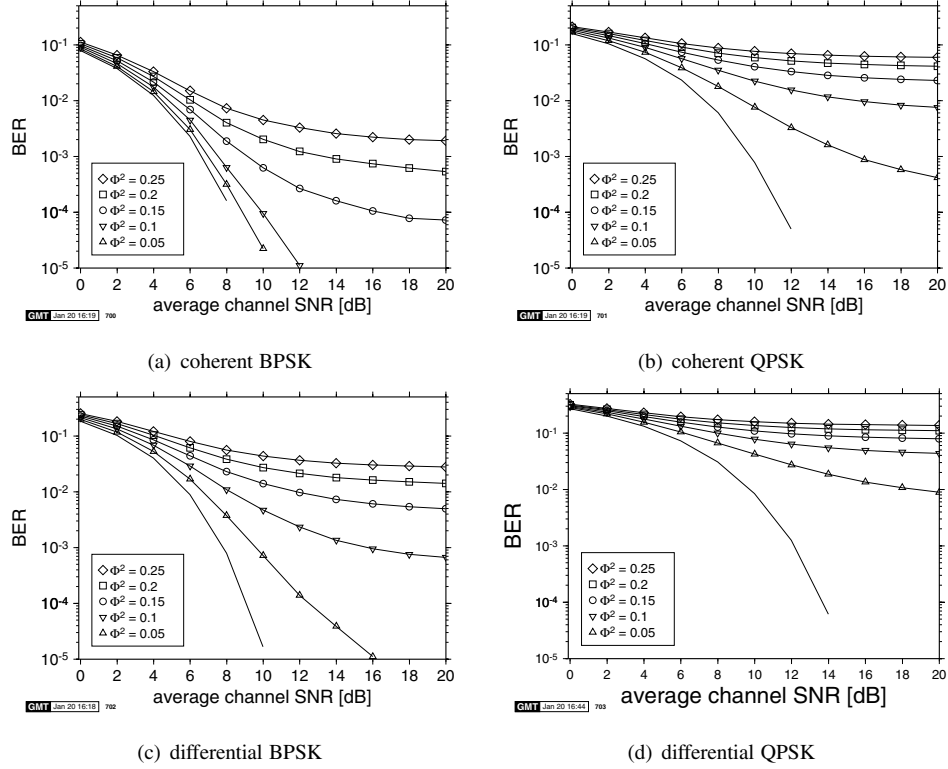 10⁻¹
10⁻²
10⁻³
10⁻⁴
10⁻⁵
BER
Φ² = 0.25
Φ² = 0.2
Φ² = 0.15
Φ² = 0.1
Φ² = 0.05
0 2 4 6 8 10 12 14 16 18 20
average channel SNR [dB]
GMT Jan 20 16:19 700
(a) coherent BPSK
10⁻¹
10⁻²
10⁻³
10⁻⁴
10⁻⁵
BER
Φ² = 0.25
Φ² = 0.2
Φ² = 0.15
Φ² = 0.1
Φ² = 0.05
0 2 4 6 8 10 12 14 16 18 20
average channel SNR [dB]
GMT Jan 20 16:19 701
(b) coherent QPSK
10⁻¹
10⁻²
10⁻³
10⁻⁴
10⁻⁵
BER
Φ² = 0.25
Φ² = 0.2
Φ² = 0.15
Φ² = 0.1
Φ² = 0.05
0 2 4 6 8 10 12 14 16 18 20
average channel SNR [dB]
GMT Jan 20 16:18 702
(c) differential BPSK
10⁻¹
10⁻²
10⁻³
10⁻⁴
10⁻⁵
BER
Φ² = 0.25
Φ² = 0.2
Φ² = 0.15
Φ² = 0.1
Φ² = 0.05
0 2 4 6 8 10 12 14 16 18 20
average channel SNR [dB]
GMT Jan 20 16:44 703
(d) differential QPSK